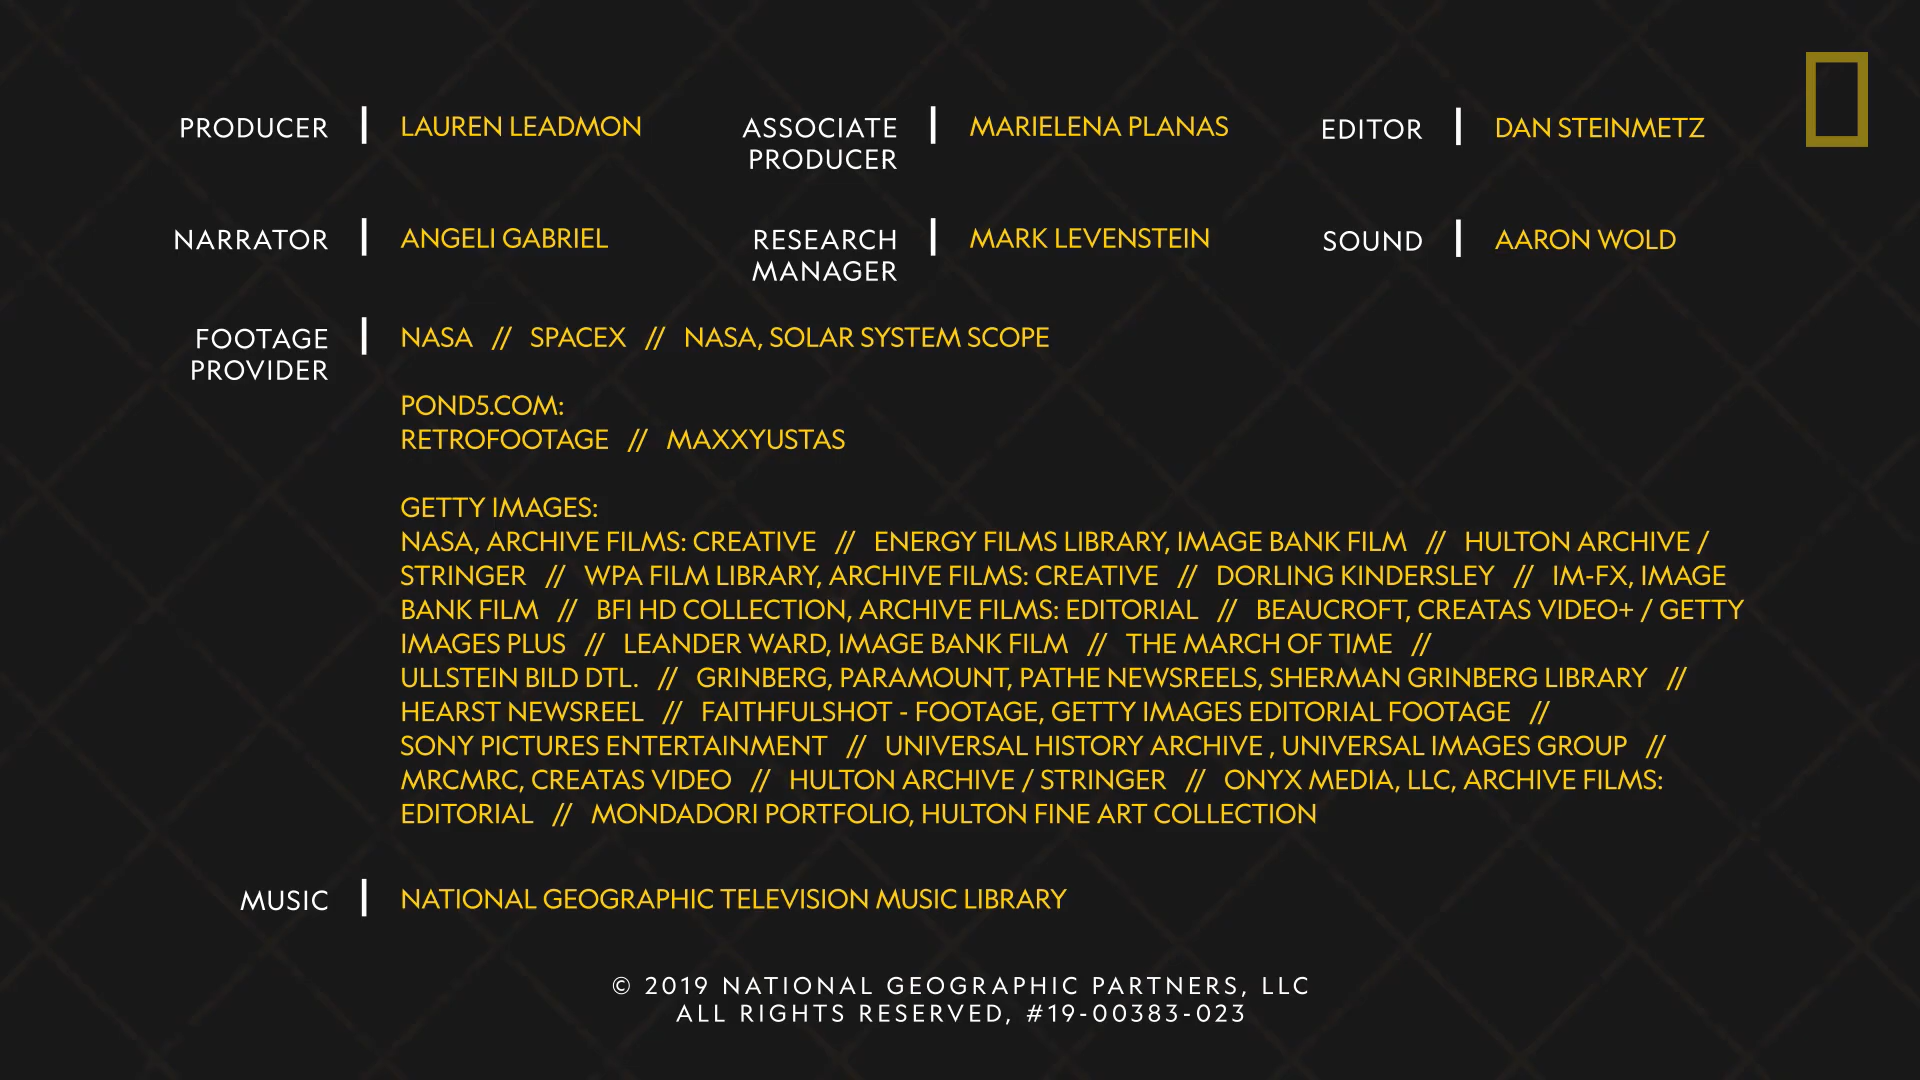 PRODUCER | LAUREN LEADMON
ASSOCIATE PRODUCER | MARIELENA PLANAS
EDITOR | DAN STEINMETZ
NARRATOR | ANGELI GABRIEL
RESEARCH MANAGER | MARK LEVENSTEIN
SOUND | AARON WOLD
FOOTAGE PROVIDER | NASA // SPACEX // NASA, SOLAR SYSTEM SCOPE
POND5.COM:
RETROFOOTAGE // MAXXYUSTAS
GETTY IMAGES:
NASA, ARCHIVE FILMS: CREATIVE // ENERGY FILMS LIBRARY, IMAGE BANK FILM // HULTON ARCHIVE /
STRINGER // WPA FILM LIBRARY, ARCHIVE FILMS: CREATIVE // DORLING KINDERSLEY // IM-FX, IMAGE
BANK FILM // BFI HD COLLECTION, ARCHIVE FILMS: EDITORIAL // BEAUCROFT, CREATAS VIDEO+ / GETTY
IMAGES PLUS // LEANDER WARD, IMAGE BANK FILM // THE MARCH OF TIME //
ULLSTEIN BILD DTL. // GRINBERG, PARAMOUNT, PATHE NEWSREELS, SHERMAN GRINBERG LIBRARY //
HEARST NEWSREEL // FAITHFULSHOT - FOOTAGE, GETTY IMAGES EDITORIAL FOOTAGE //
SONY PICTURES ENTERTAINMENT // UNIVERSAL HISTORY ARCHIVE , UNIVERSAL IMAGES GROUP //
MRCMRC, CREATAS VIDEO // HULTON ARCHIVE / STRINGER // ONYX MEDIA, LLC, ARCHIVE FILMS:
EDITORIAL // MONDADORI PORTFOLIO, HULTON FINE ART COLLECTION
MUSIC | NATIONAL GEOGRAPHIC TELEVISION MUSIC LIBRARY
© 2019 NATIONAL GEOGRAPHIC PARTNERS, LLC
ALL RIGHTS RESERVED, #19-00383-023